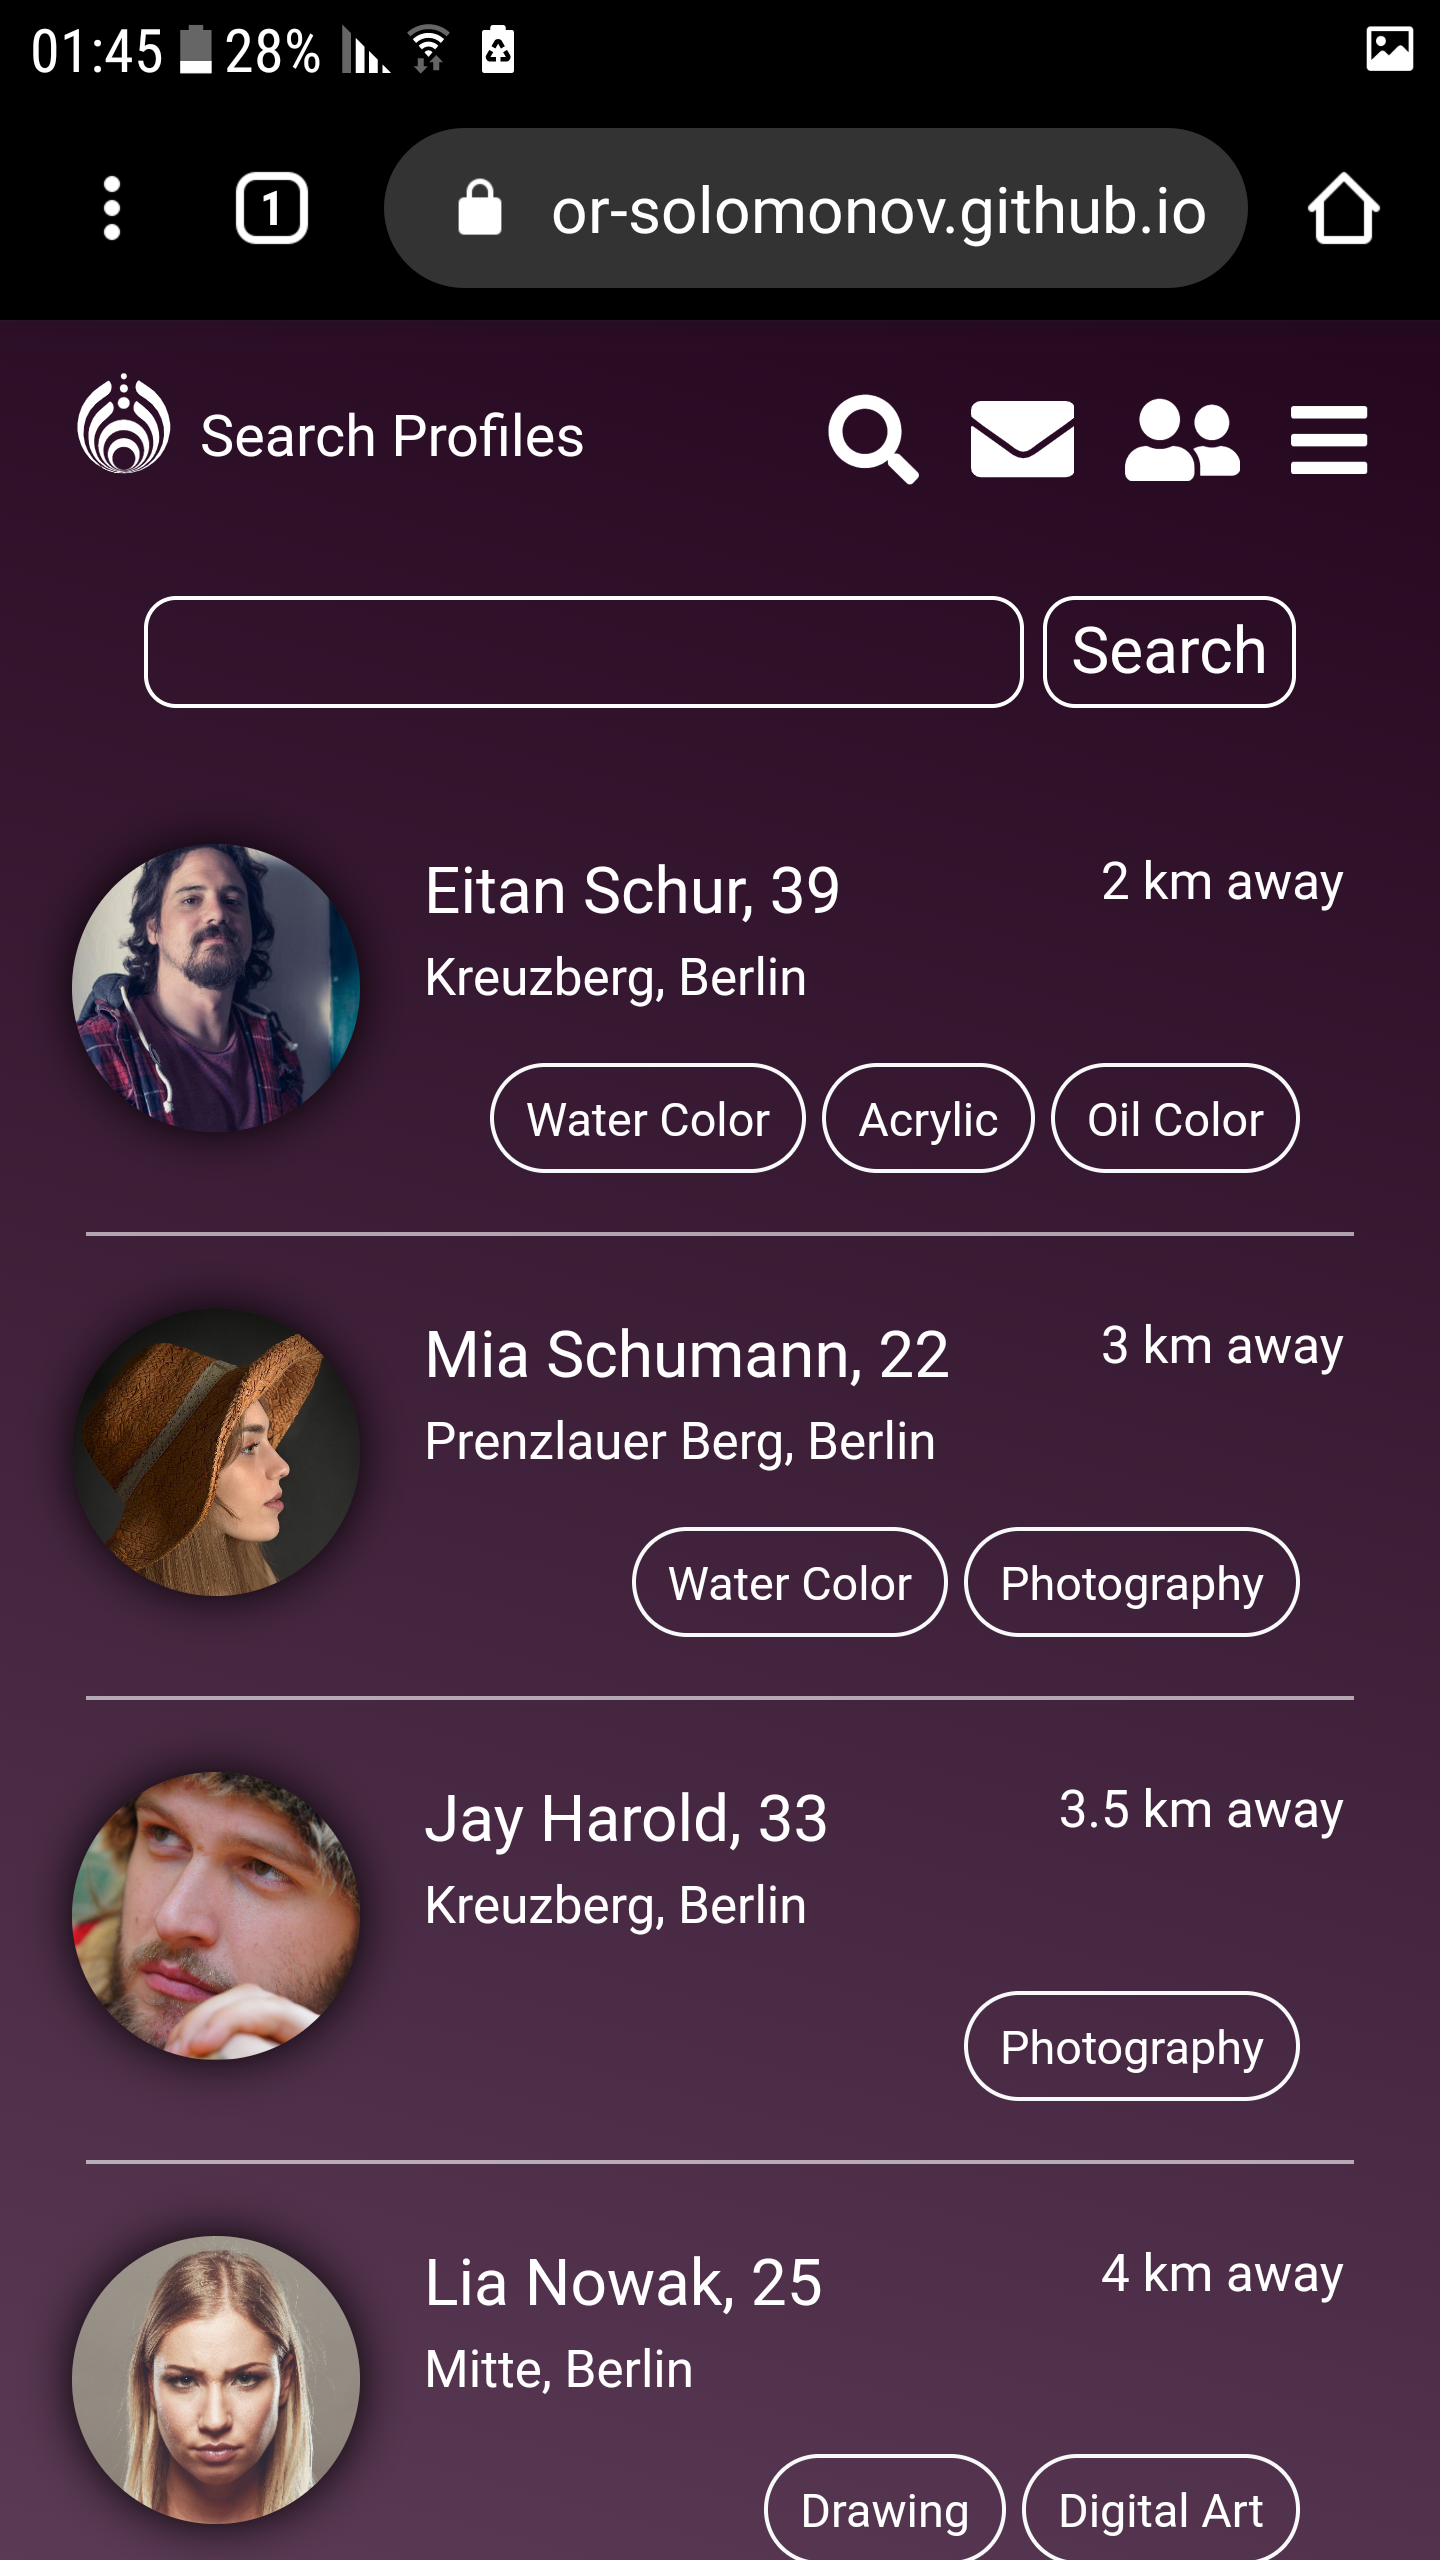 01:45 28%
1 or-solomonov.github.io
Search Profiles
Search
Eitan Schur, 39 2 km away
Kreuzberg, Berlin
Water Color Acrylic Oil Color
Mia Schumann, 22 3 km away
Prenzlauer Berg, Berlin
Water Color Photography
Jay Harold, 33 3.5 km away
Kreuzberg, Berlin
Photography
Lia Nowak, 25 4 km away
Mitte, Berlin
Drawing Digital Art